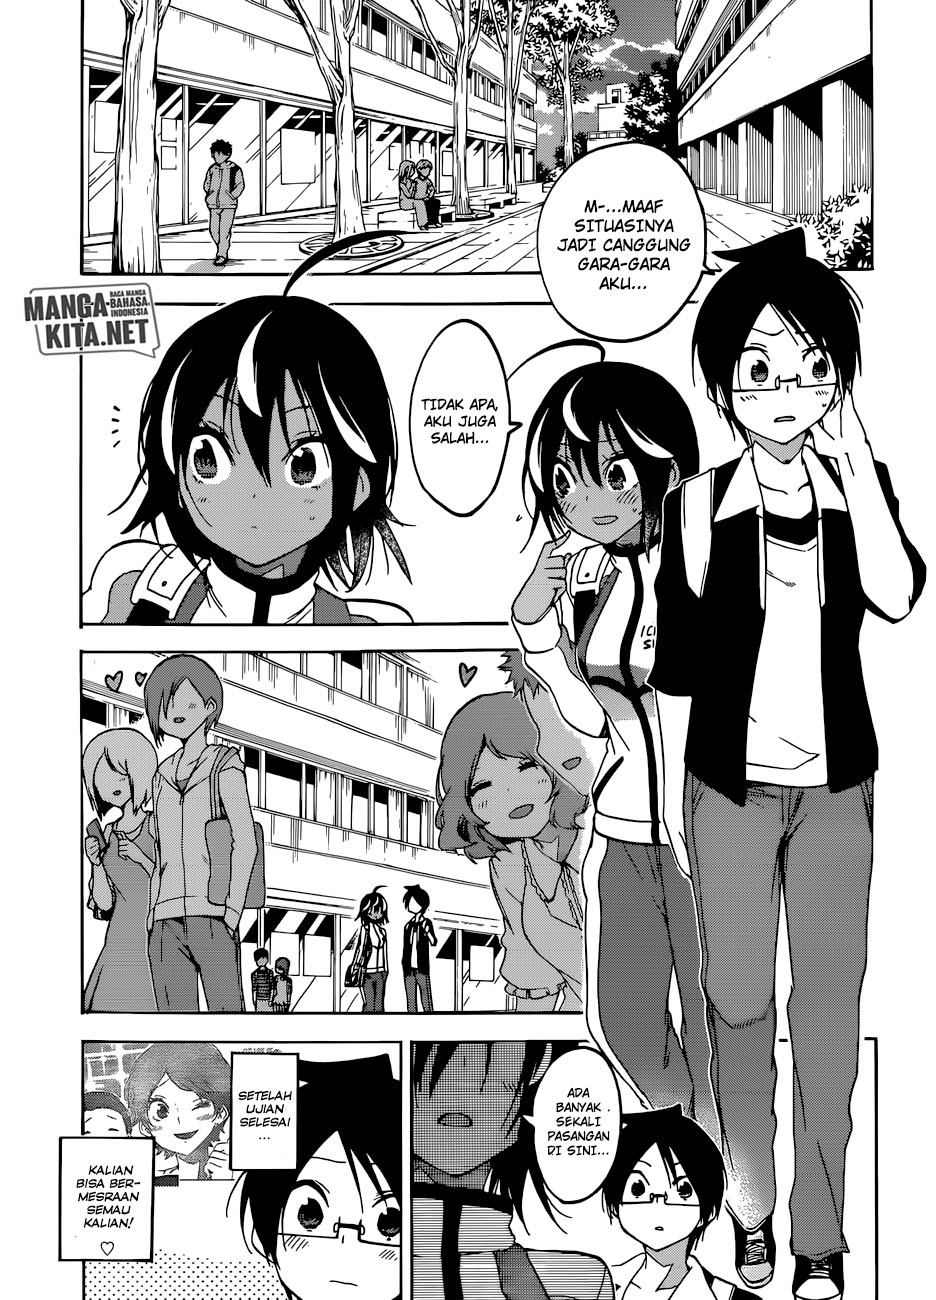 M-...MAAF
SITUASINYA
JADI CANGGUNG
GARA-GARA
AKU...
MANGA
KITA.NET
BACA MANGA
BAHASA
INDONESIA
TIDAK APA,
AKU JUGA
SALAH...
ADA
BANYAK
SEKALI
PASANGAN
DI SINI...
SETELAH
UJIAN
SELESAI
...
KALIAN
BISA BER-
MESRAAN
SEMAU
KALIAN!
♡